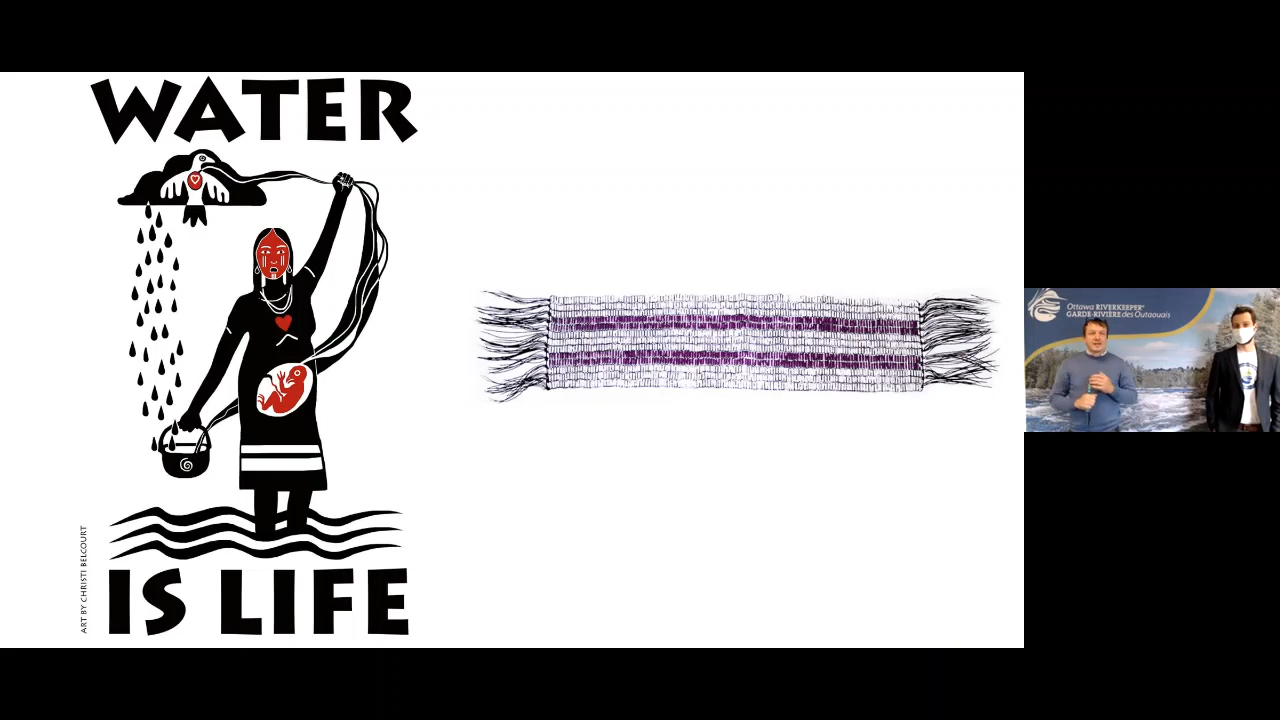 WATER
ART BY CHRISTI BELCOURT
IS LIFE
Ottawa RIVERKEEPER®
GARDE-RIVIÈRE des Outaouais